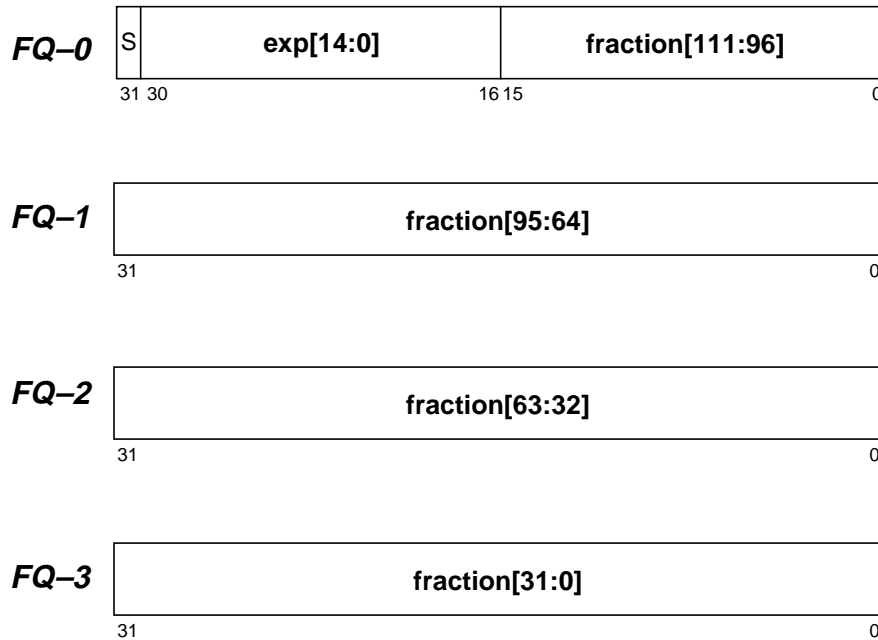 FQ–0 S exp[14:0] fraction[111:96]
31 30 16 15 0
FQ–1 fraction[95:64]
31 0
FQ–2 fraction[63:32]
31 0
FQ–3 fraction[31:0]
31 0